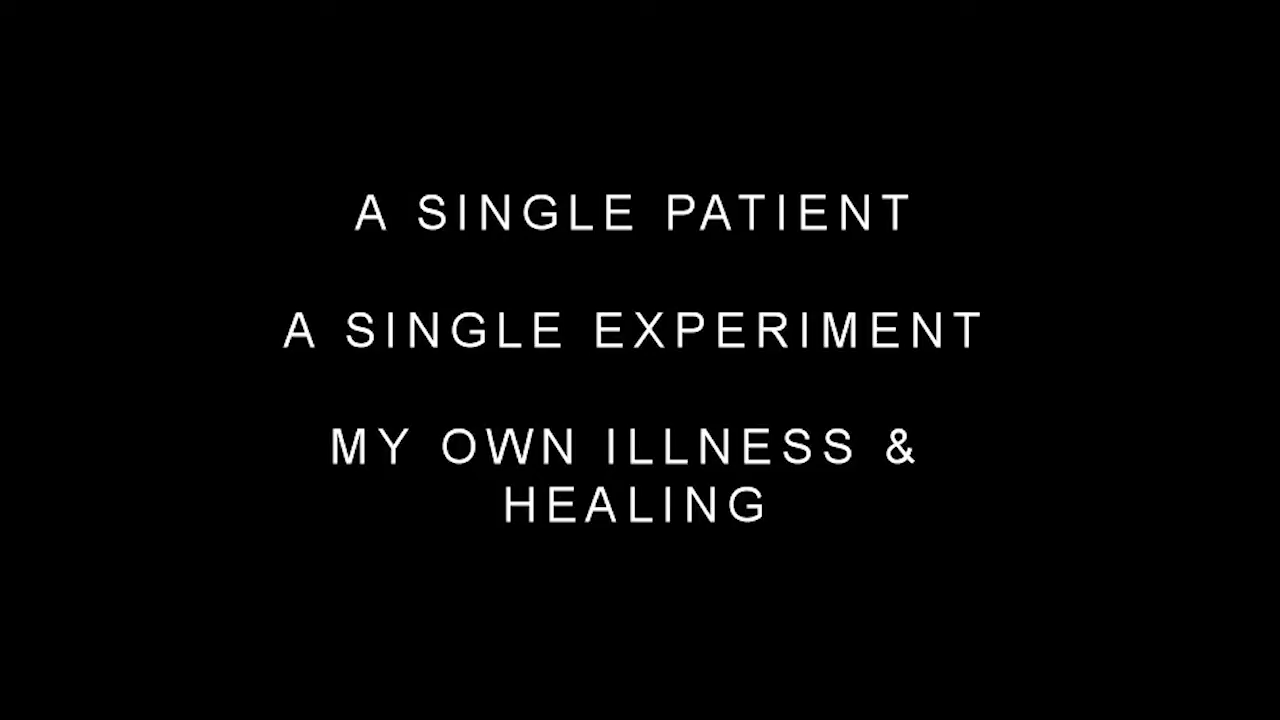 A SINGLE PATIENT
A SINGLE EXPERIMENT
MY OWN ILLNESS &
HEALING